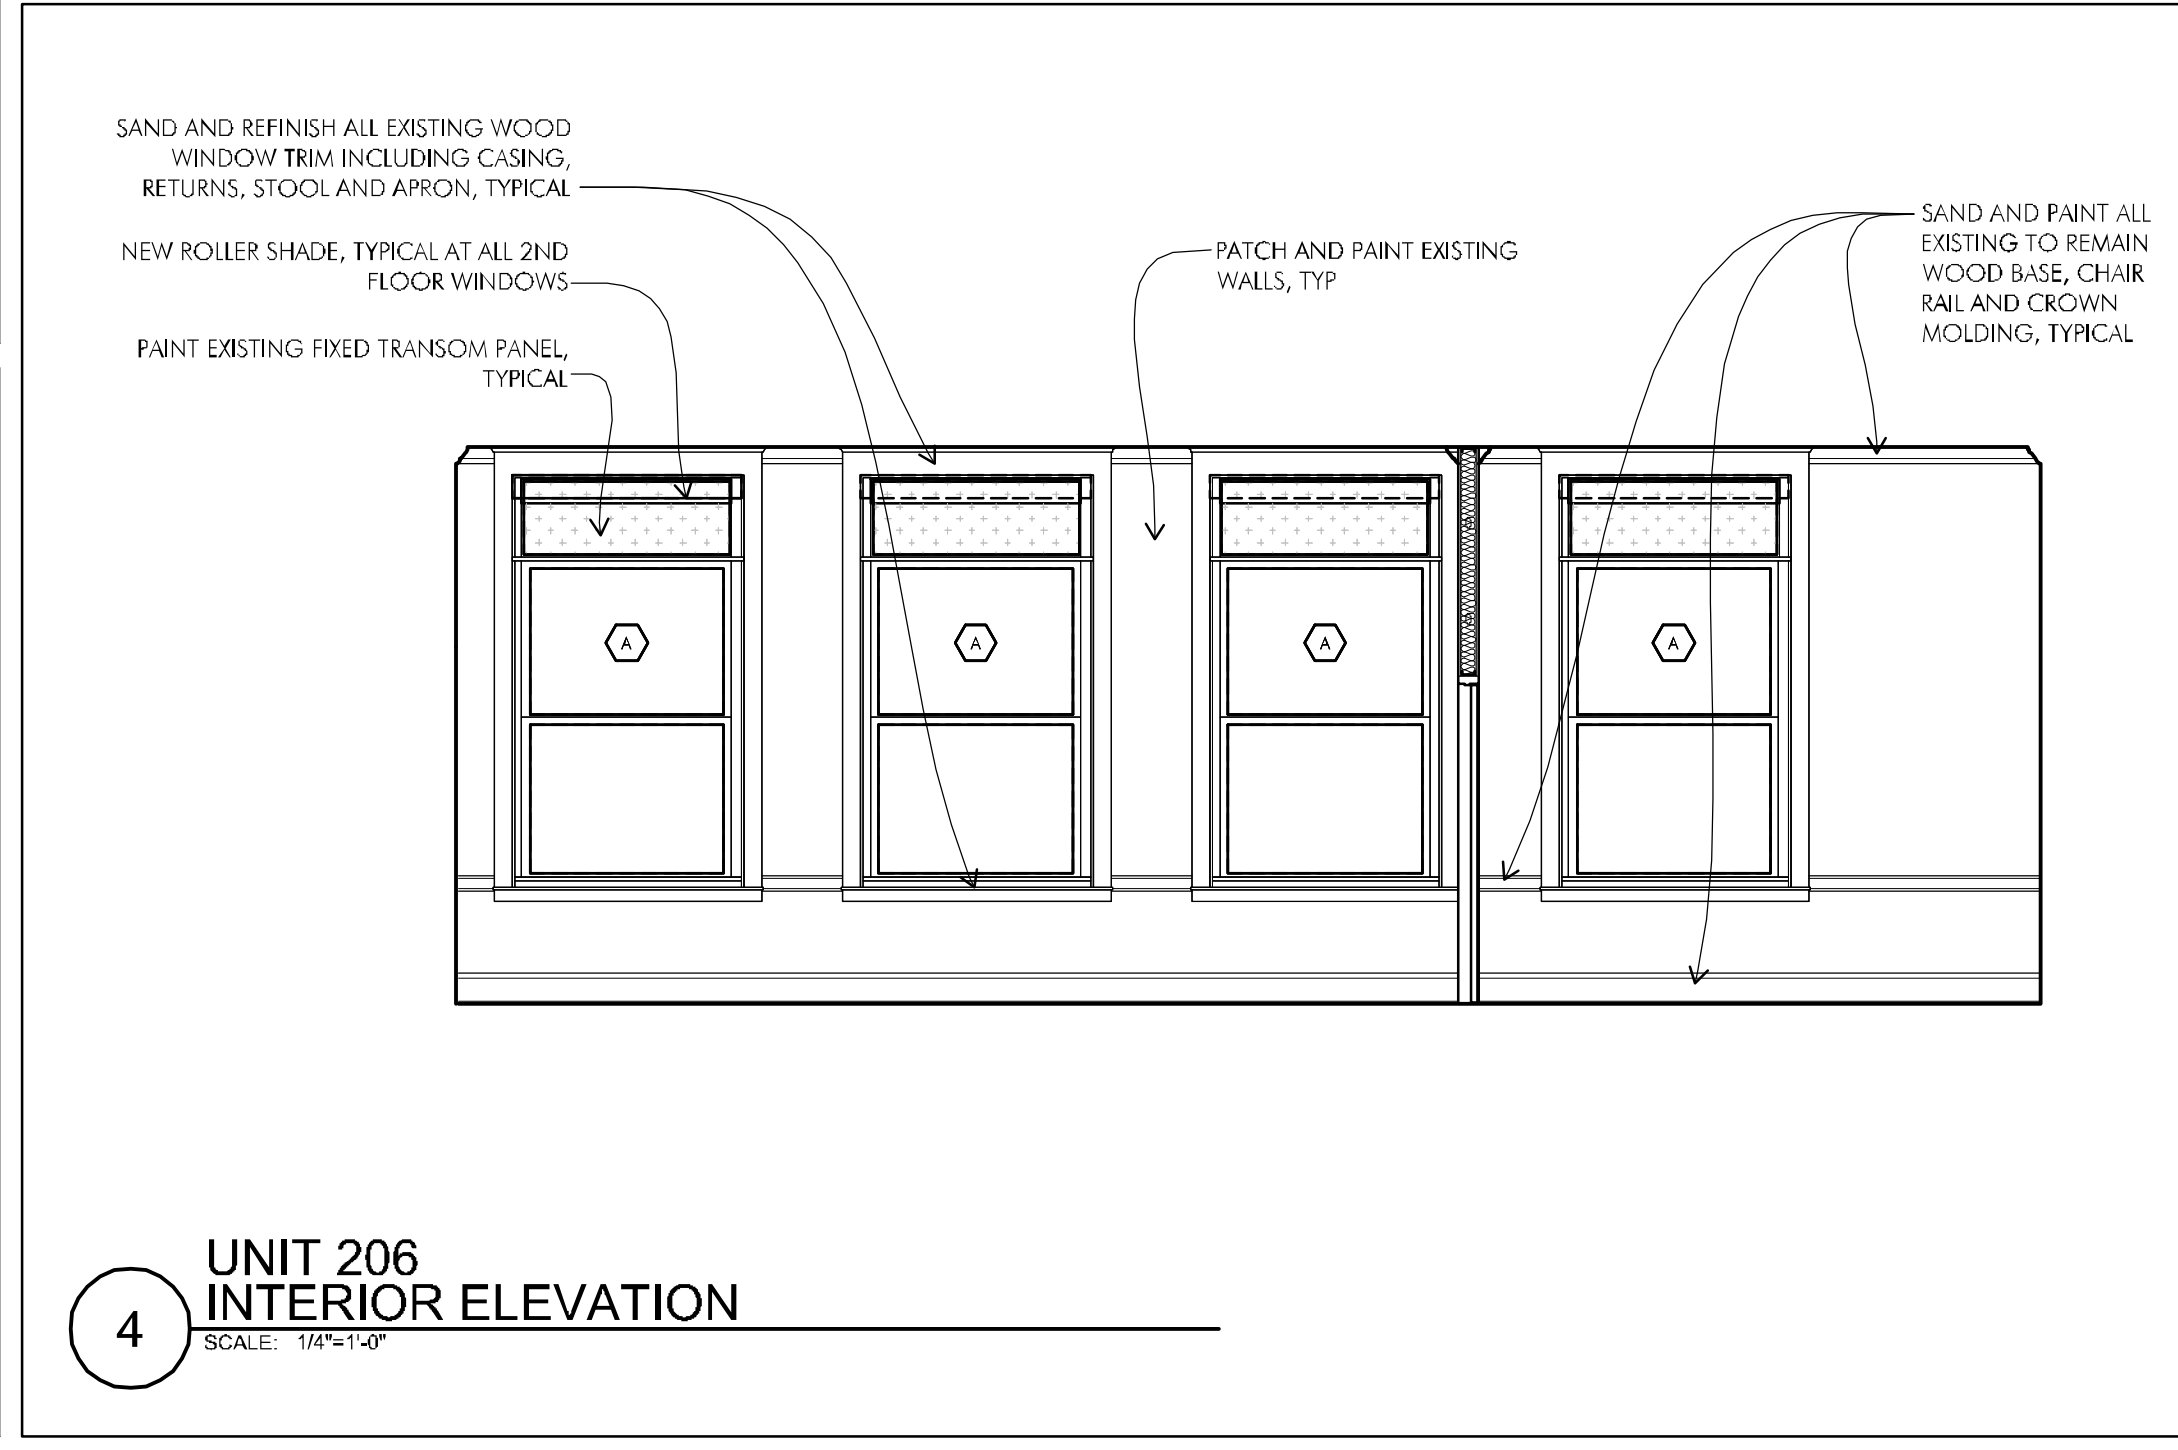 SAND AND REFINISH ALL EXISTING WOOD
WINDOW TRIM INCLUDING CASING,
RETURNS, STOOL AND APRON, TYPICAL
NEW ROLLER SHADE, TYPICAL AT ALL 2ND
FLOOR WINDOWS
PAINT EXISTING FIXED TRANSOM PANEL,
TYPICAL
PATCH AND PAINT EXISTING
WALLS, TYP
SAND AND PAINT ALL
EXISTING TO REMAIN
WOOD BASE, CHAIR
RAIL AND CROWN
MOLDING, TYPICAL
A
A
A
A
4
UNIT 206
INTERIOR ELEVATION
SCALE: 1/4"=1'-0"